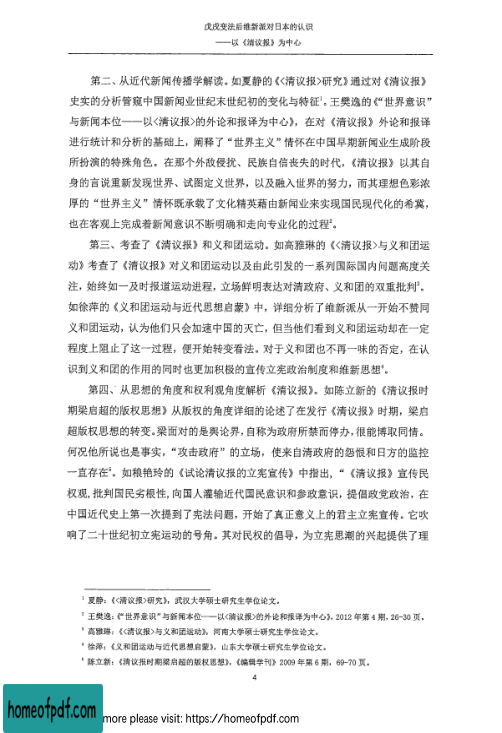 戊戌变法后维新派对日本的认识
——以《清议报》为中心
第二、从近代新闻传播学解读。如夏静的《<清议报>研究》通过对《清议报》
史实的分析管窥中国新闻业世纪末世纪初的变化与特征1。王樊逸的《“世界意识”
与新闻本位——以<清议报>的外论和报译为中心》，在对《清议报》外论和报译
进行统计和分析的基础上，阐释了“世界主义”情怀在中国早期新闻业生成阶段
所扮演的特殊角色。在那个外敌侵扰、民族自信丧失的时代，《清议报》以其自
身的言说重新发现世界、试图定义世界，以及融入世界的努力，而其理想色彩浓
厚的“世界主义”情怀既承载了文化精英藉由新闻业来实现国民现代化的希冀，
也在客观上完成着新闻意识不断明确和走向专业化的过程2。
第三、考查了《清议报》和义和团运动。如高雅琳的《<清议报>与义和团运
动》考查了《清议报》对义和团运动以及由此引发的一系列国际国内问题高度关
注，始终如一及时报道运动进程，立场鲜明表达对清政府、义和团的双重批判3。
如徐萍的《义和团运动与近代思想启蒙》中，详细分析了维新派从一开始不赞同
义和团运动，认为他们只会加速中国的灭亡，但当他们看到义和团运动却在一定
程度上阻止了这一过程，便开始转变看法。对于义和团也不再一味的否定，在认
识到义和团的作用的同时也更加积极的宣传立宪政治制度和维新思想4。
第四、从思想的角度和权利观角度解析《清议报》。如陈立新的《清议报时
期梁启超的版权思想》从版权的角度详细的论述了在发行《清议报》时期，梁启
超版权思想的转变。梁面对的是舆论界，自称为政府所禁而停办，很能博取同情。
何况他所说也是事实，“攻击政府”的立场，使来自清政府的怨恨和日方的监控
一直存在5。如粮艳玲的《试论清议报的立宪宣传》中指出，“《清议报》宣传民
权观，批判国民劣根性，向国人灌输近代国民意识和参政意识，提倡政党政治，在
中国近代史上第一次提到了宪法问题，开始了真正意义上的君主立宪宣传。它吹
响了二十世纪初立宪运动的号角。其对民权的倡导，为立宪思潮的兴起提供了理
1 夏静：《<清议报>研究》，武汉大学硕士研究生学位论文。
2 王樊逸：《“世界意识”与新闻本位——以<清议报>的外论和报译为中心》，2012 年第 4 期，26-30 页。
3 高雅琳：《<清议报>与义和团运动》，河南大学硕士研究生学位论文。
4 徐萍：《义和团运动与近代思想启蒙》，山东大学硕士研究生学位论文。
5 陈立新：《清议报时期梁启超的版权思想》，《编辑学刊》2009 年第 6 期，69-70 页。
4
homeofpdf.com
more please visit: https://homeofpdf.com